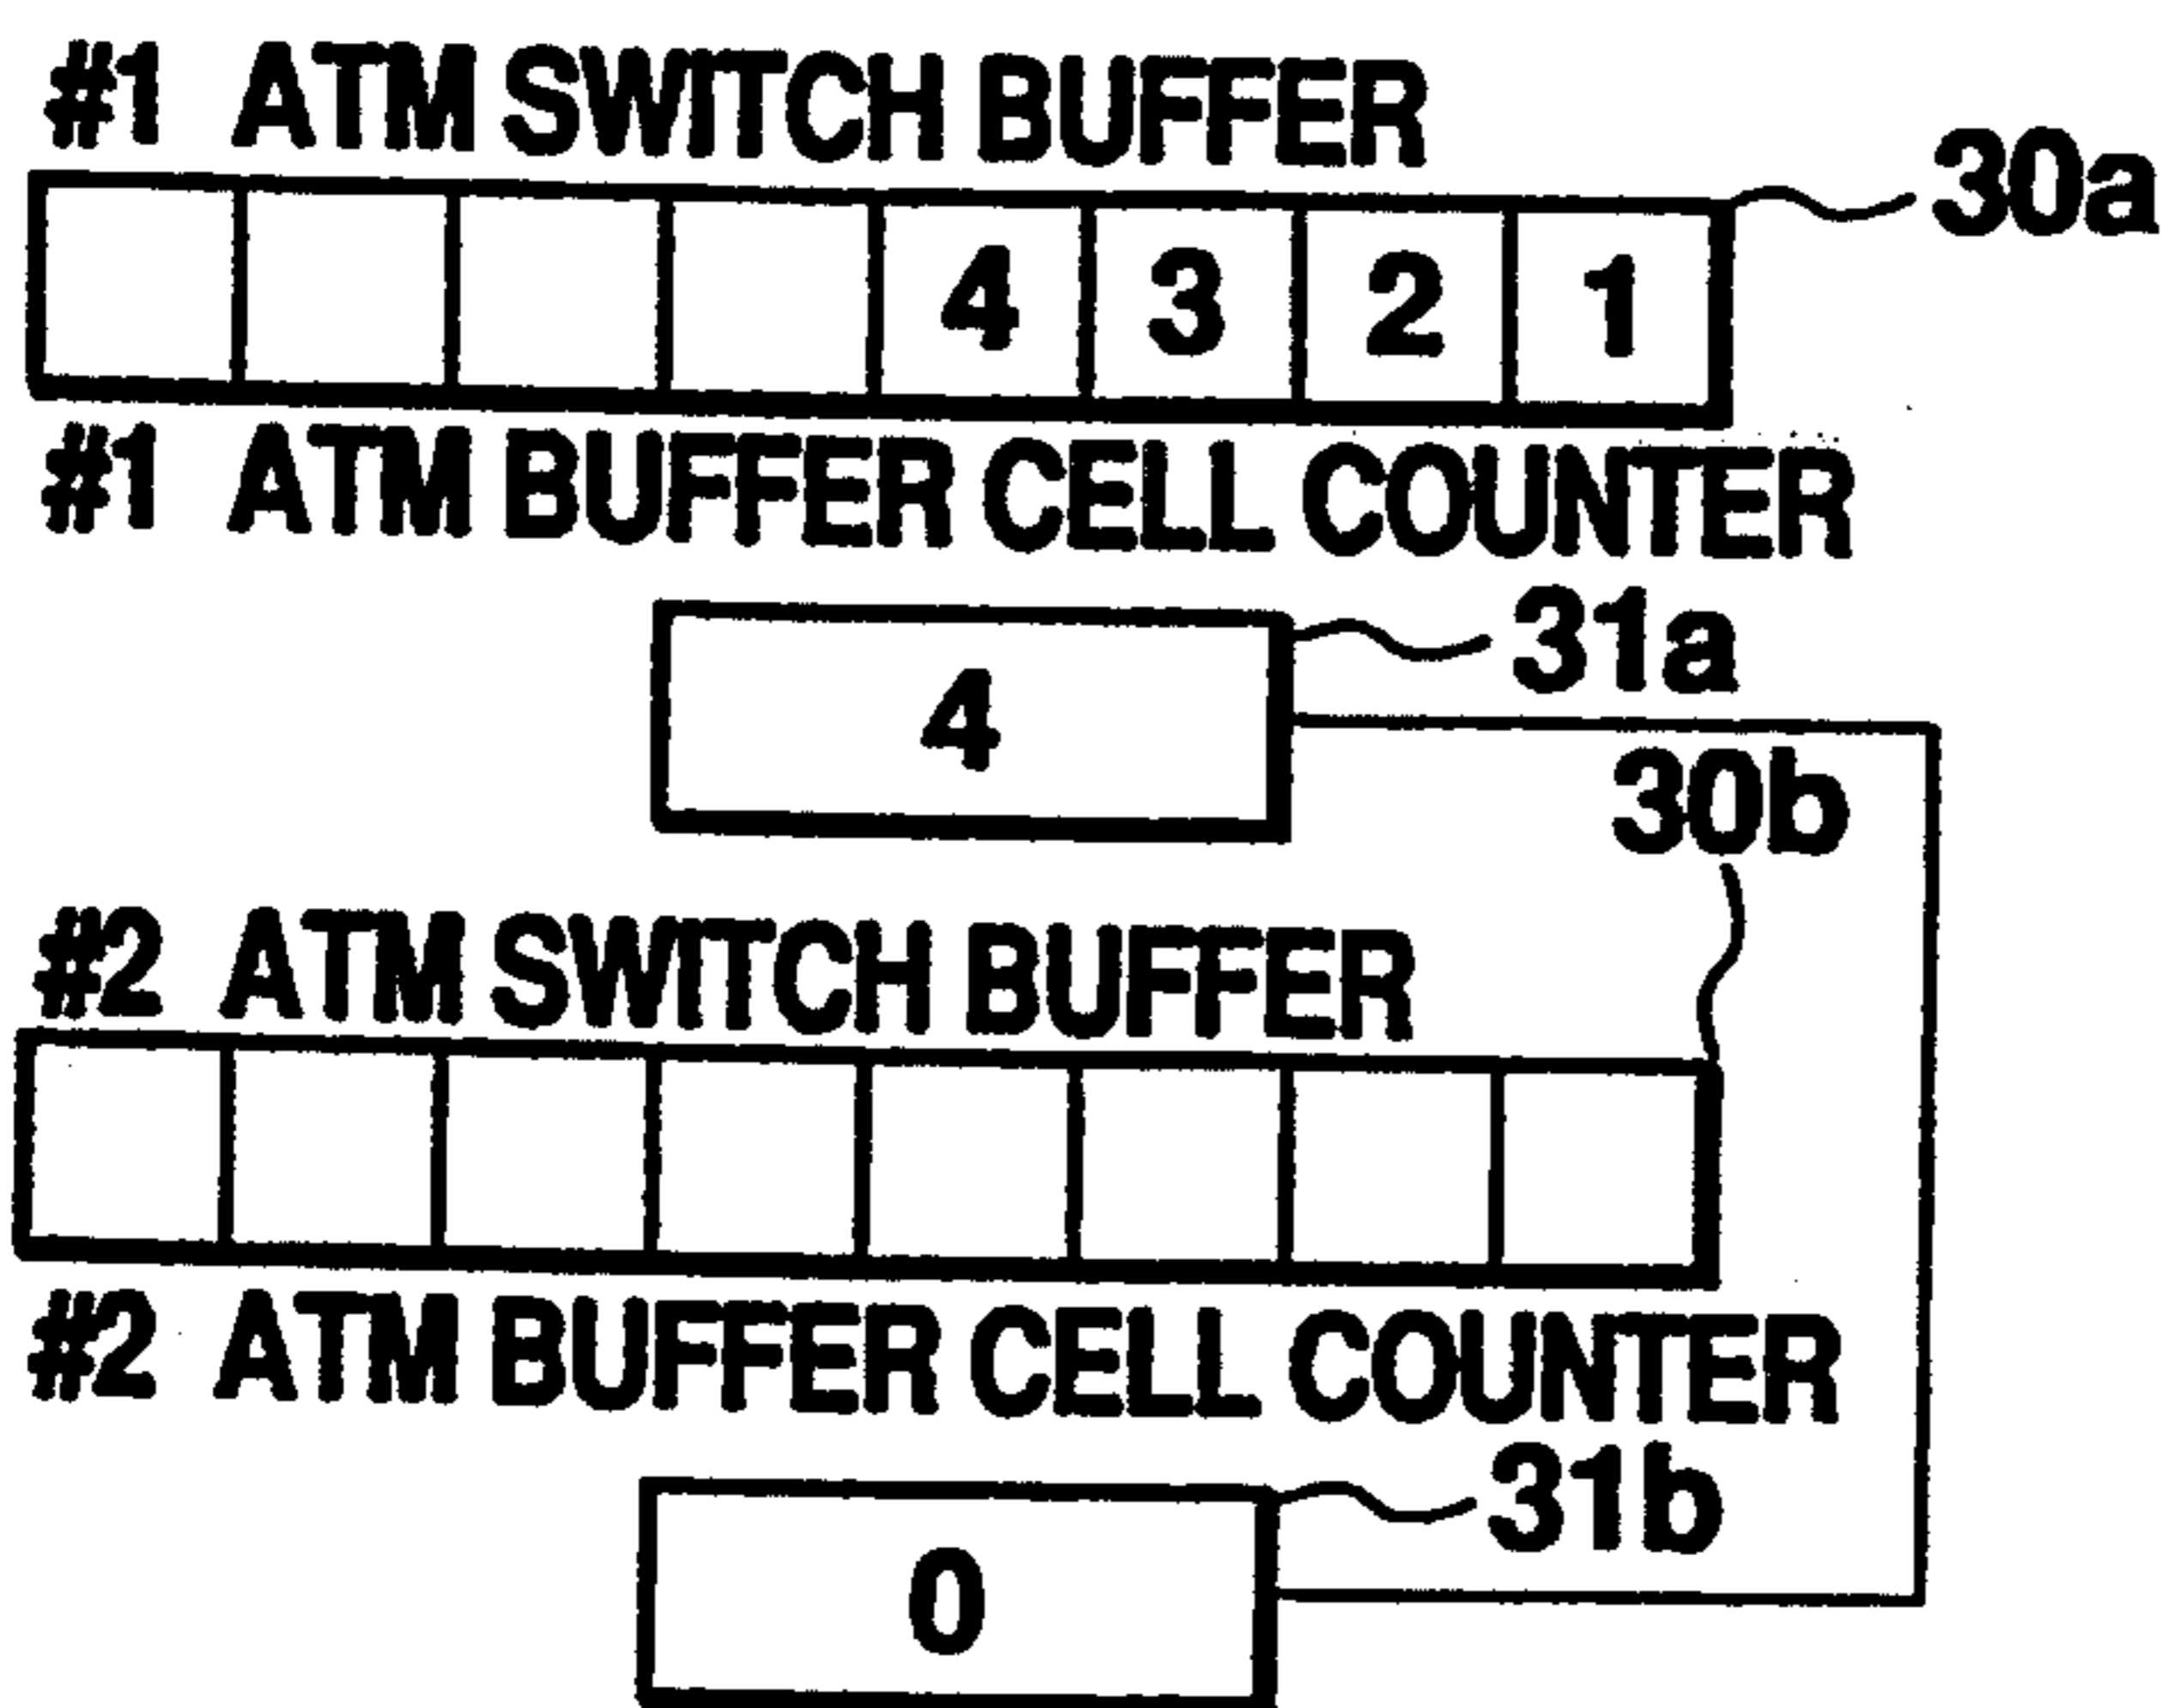 #1 ATM SWITCH BUFFER
30a
4 3 2 1
#1 ATM BUFFER CELL COUNTER
31a
4
30b
#2 ATM SWITCH BUFFER
#2 ATM BUFFER CELL COUNTER
31b
0